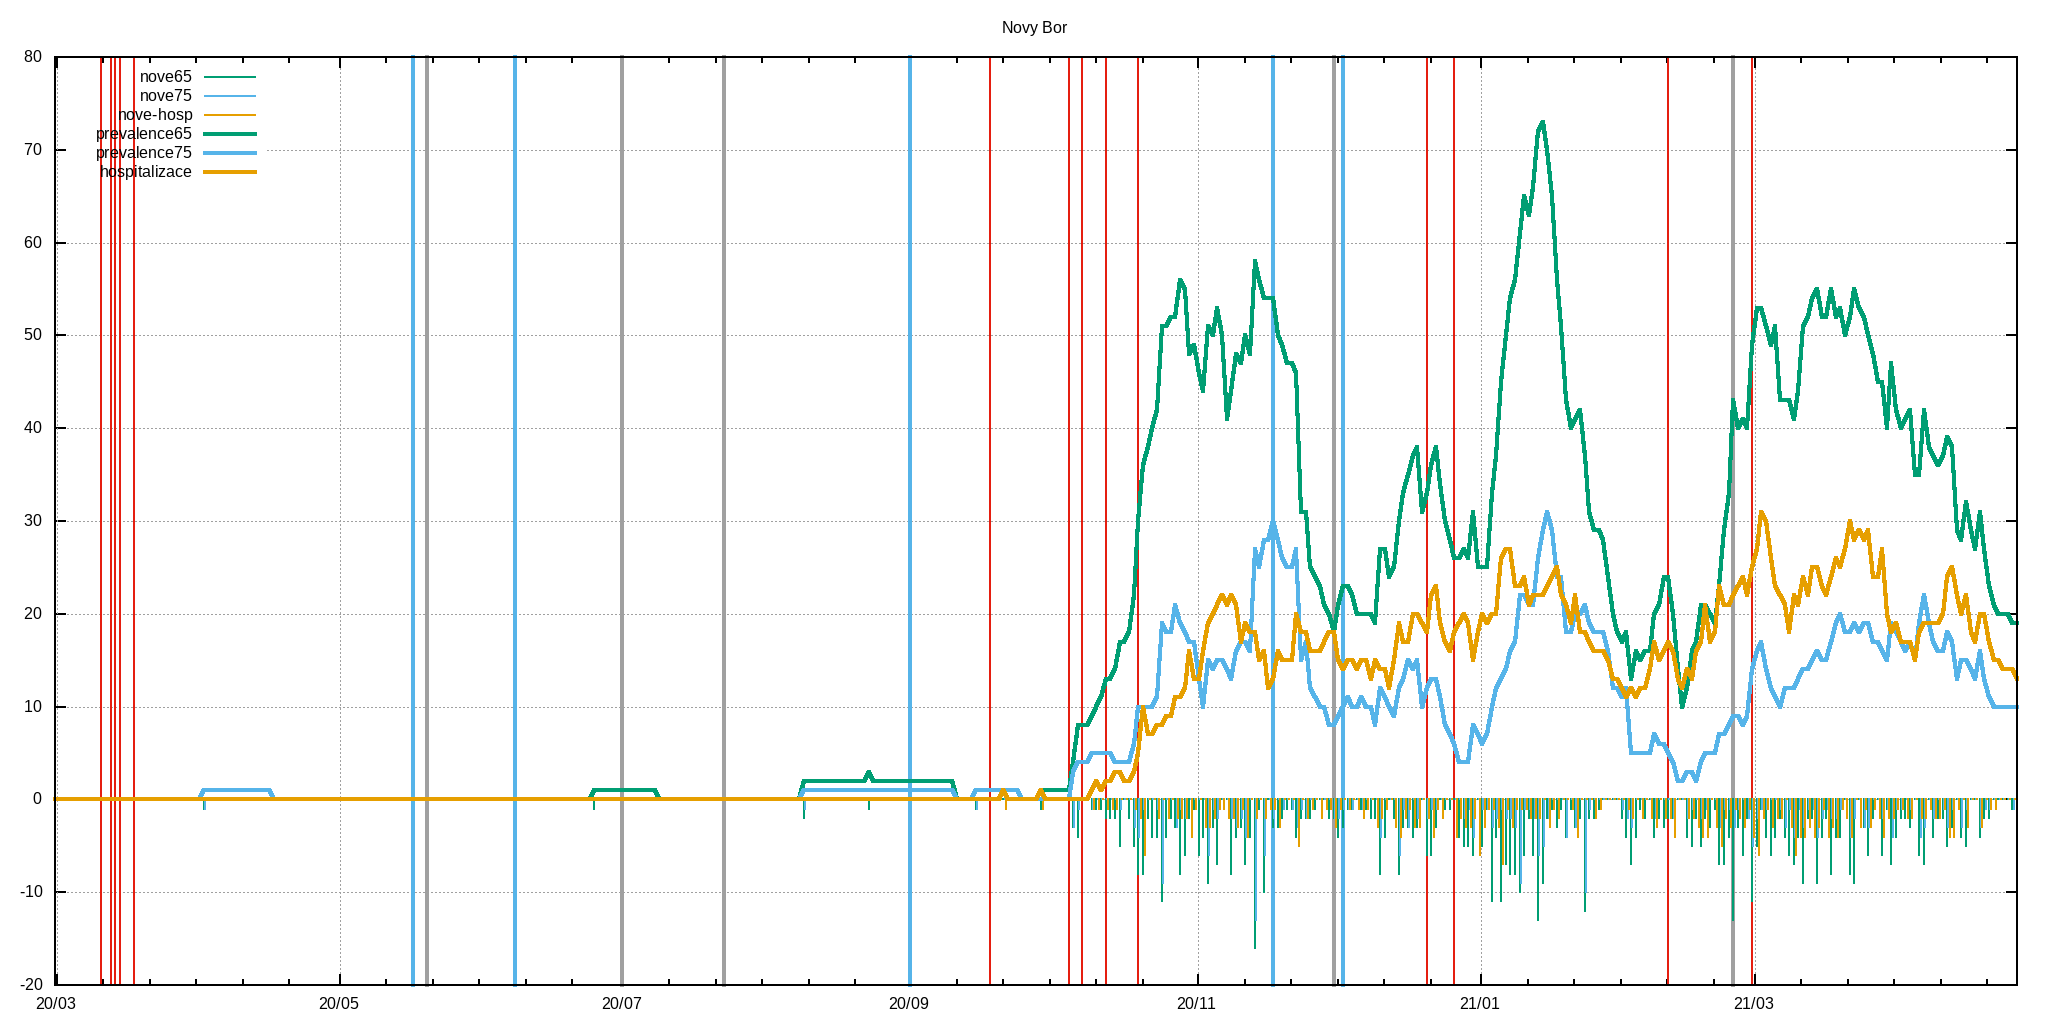 Novy Bor
80
70
60
50
40
30
20
10
0
-10
-20
nove65
nove75
nove-hosp
prevalence65
prevalence75
hospitalizace
20/03 20/05 20/07 20/09 20/11 21/01 21/03